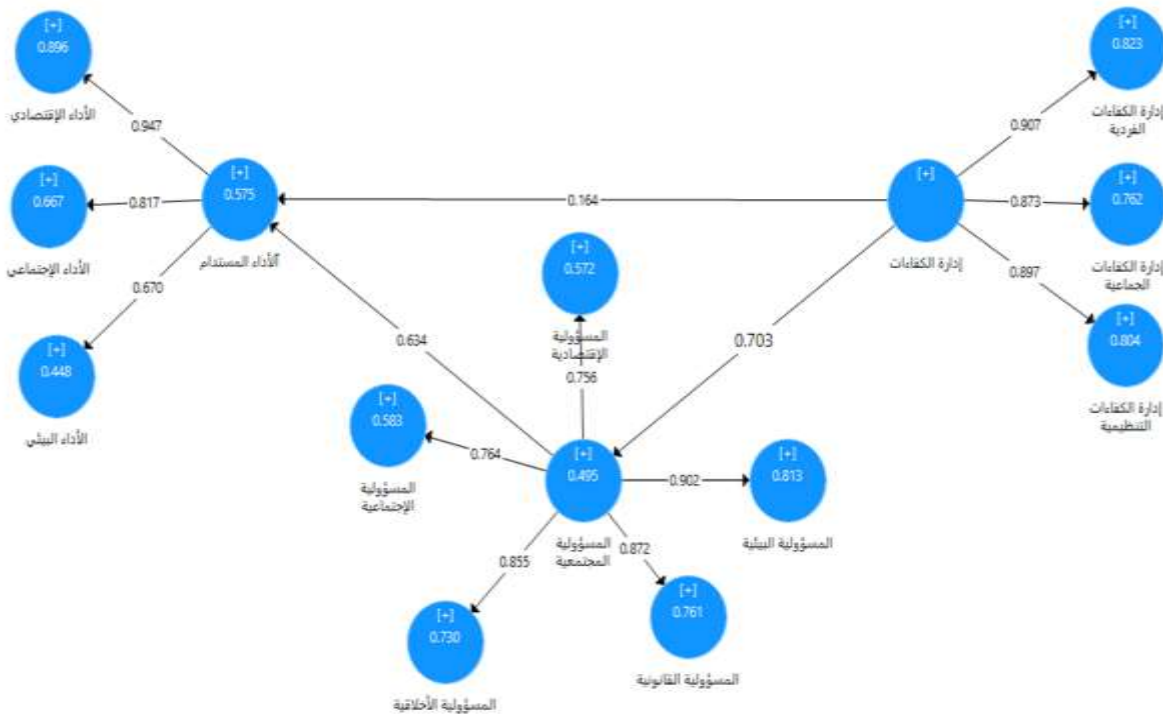 [+]
0.896
الأداء الإقتصادي
0.947
[+]
0.667
الأداء الإجتماعي
0.817
[+]
0.448
الأداء البيئي
0.670
[+]
0.575
الأداء المستدام
0.164
[+]
إدارة الكفاءات
[+]
0.823
إدارة الكفاءات
الفردية
0.907
[+]
0.762
إدارة الكفاءات
الجماعية
0.873
[+]
0.804
إدارة الكفاءات
التنظيمية
0.897
0.634
0.703
[+]
0.572
المسؤولية
الإقتصادية
0.756
[+]
0.583
المسؤولية
الإجتماعية
0.764
[+]
0.495
المسؤولية
المجتمعية
0.902
[+]
0.813
المسؤولية البيئية
0.855
[+]
0.730
المسؤولية الأخلاقية
0.872
[+]
0.761
المسؤولية القانونية